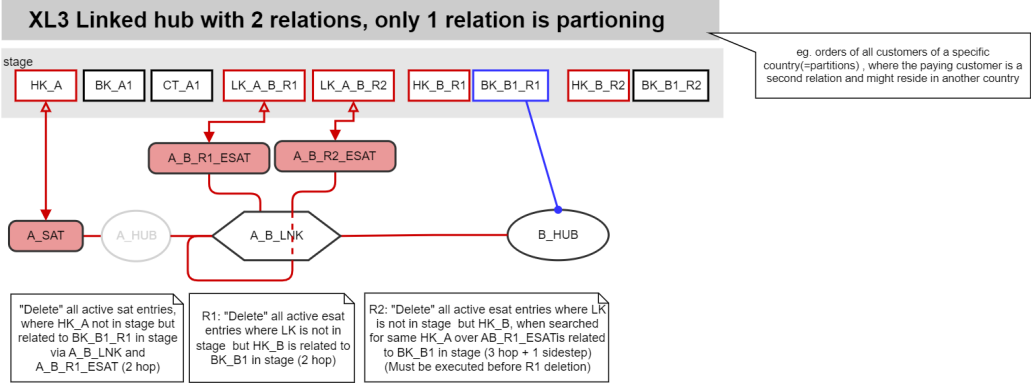 XL3 Linked hub with 2 relations, only 1 relation is partioning
eg. orders of all customers of a specific
country(=partitions) , where the paying customer is a
second relation and might reside in another country
stage
HK_A
BK_A1
CT_A1
LK_A_B_R1
LK_A_B_R2
HK_B_R1
BK_B1_R1
HK_B_R2
BK_B1_R2
A_B_R1_ESAT
A_B_R2_ESAT
A_SAT
A_HUB
A_B_LNK
B_HUB
"Delete" all active sat entries,
where HK_A not in stage but
related to BK_B1_R1 in stage
via A_B_LNK and
A_B_R1_ESAT (2 hop)
R1: "Delete" all active esat
entries where LK is not in
stage but HK_B is related to
BK_B1 in stage (2 hop)
R2: "Delete" all active esat entries where LK
is not in stage but HK_B, when searched
for same HK_A over AB_R1_ESATis related
to BK_B1 in stage (3 hop + 1 sidestep)
(Must be executed before R1 deletion)